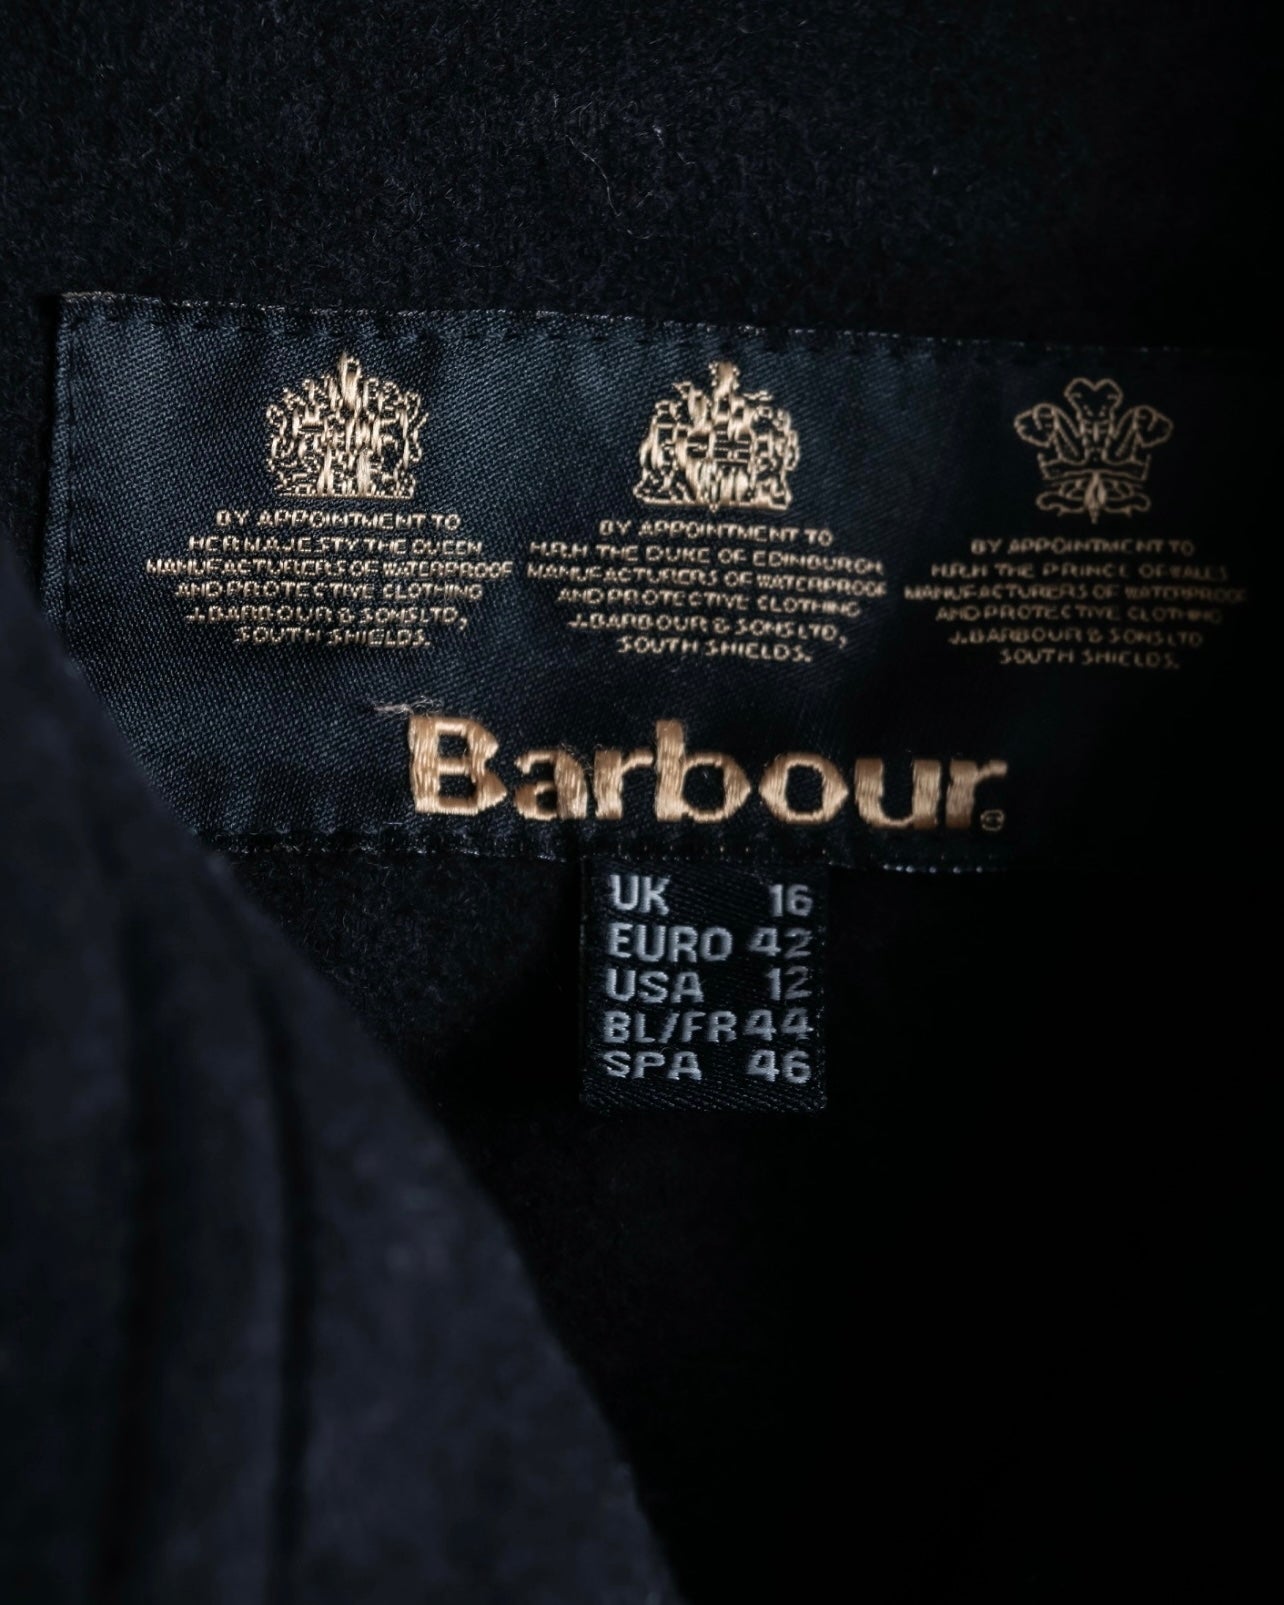 BY APPOINTMENT TO
HER MAJESTY THE QUEEN
MANUFACTURERS OF WATERPROOF
AND PROTECTIVE CLOTHING
J.BARBOUR & SONS LTD,
SOUTH SHIELDS.
BY APPOINTMENT TO
H.R.H THE DUKE OF EDINBURGH
MANUFACTURERS OF WATERPROOF
AND PROTECTIVE CLOTHING
J.BARBOUR & SONS LTD,
SOUTH SHIELDS.
BY APPOINTMENT TO
H.R.H THE PRINCE OF WALES
MANUFACTURERS OF WATERPROOF
AND PROTECTIVE CLOTHING
J.BARBOUR & SONS LTD
SOUTH SHIELDS.
Barbour®
UK 16
EURO 42
USA 12
BL/FR 44
SPA 46